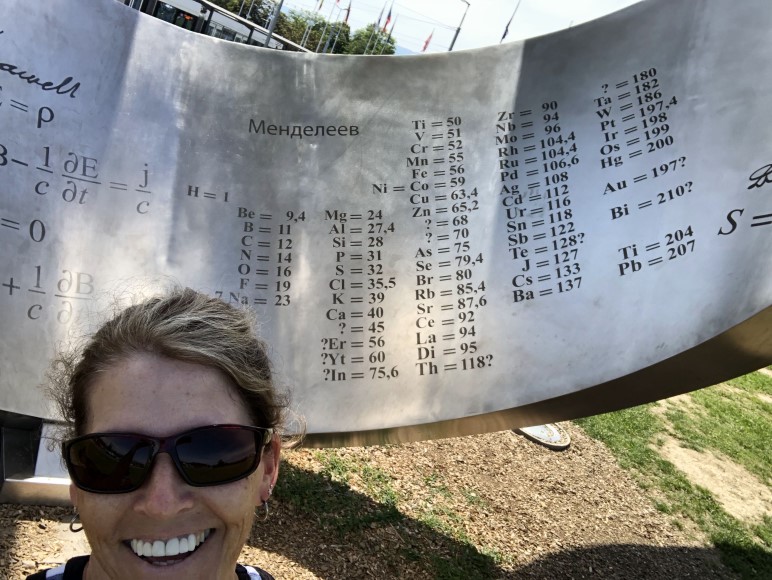 = ρ
B − 1/c ∂E/∂t = j/c
= 0
+ 1/c ∂B/∂
Менделеев
H = 1
Be = 9,4
B = 11
C = 12
N = 14
O = 16
F = 19
7 Na = 23
Mg = 24
Al = 27,4
Si = 28
P = 31
S = 32
Cl = 35,5
K = 39
Ca = 40
? = 45
?Er = 56
?Yt = 60
?In = 75,6
Ti = 50
V = 51
Cr = 52
Mn = 55
Fe = 56
Ni = Co = 59
Cu = 63,4
Zn = 65,2
? = 68
? = 70
As = 75
Se = 79,4
Br = 80
Rb = 85,4
Sr = 87,6
Ce = 92
La = 94
Di = 95
Th = 118?
Zr = 90
Nb = 94
Mo = 96
Rh = 104,4
Ru = 104,4
Pd = 106,6
Ag = 108
Cd = 112
Ur = 116
Sn = 118
Sb = 122
Te = 128?
J = 127
Cs = 133
Ba = 137
? = 180
Ta = 182
W = 186
Pt = 197,4
Ir = 198
Os = 199
Hg = 200
Au = 197?
Bi = 210?
Ti = 204
Pb = 207
S =